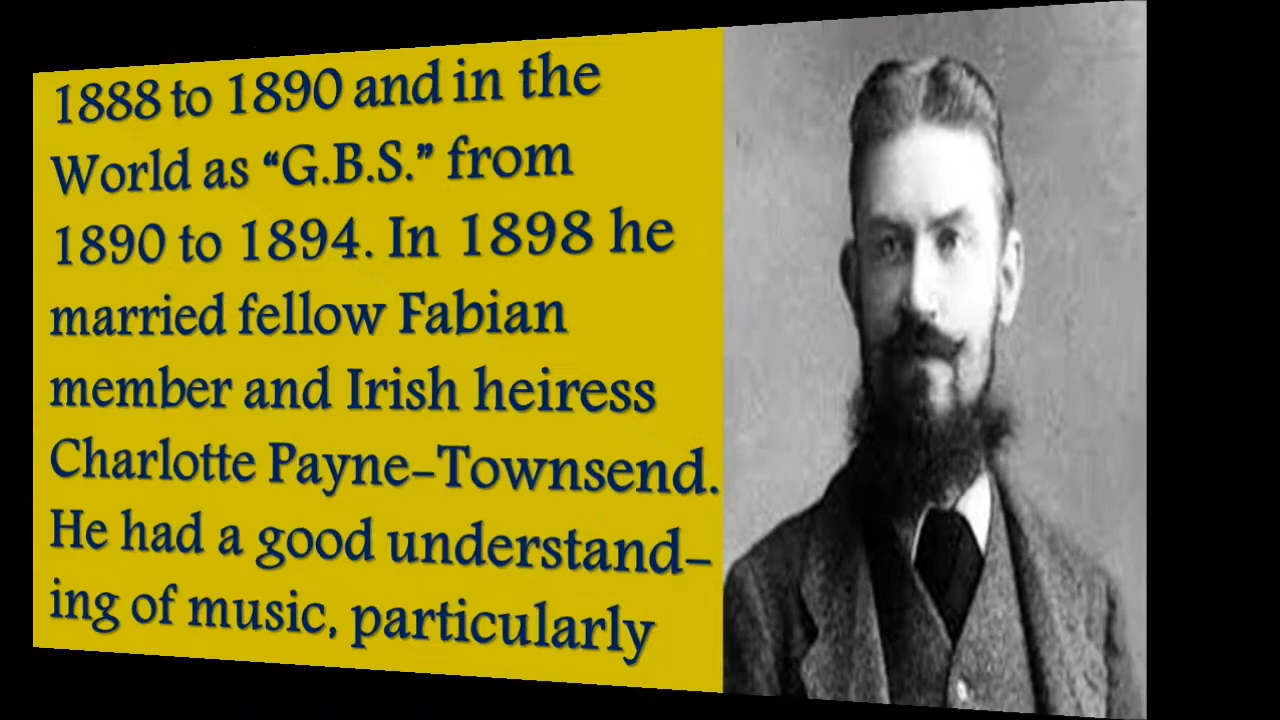 1888 to 1890 and in the
World as “G.B.S.” from
1890 to 1894. In 1898 he
married fellow Fabian
member and Irish heiress
Charlotte Payne-Townsend.
He had a good understand-
ing of music, particularly